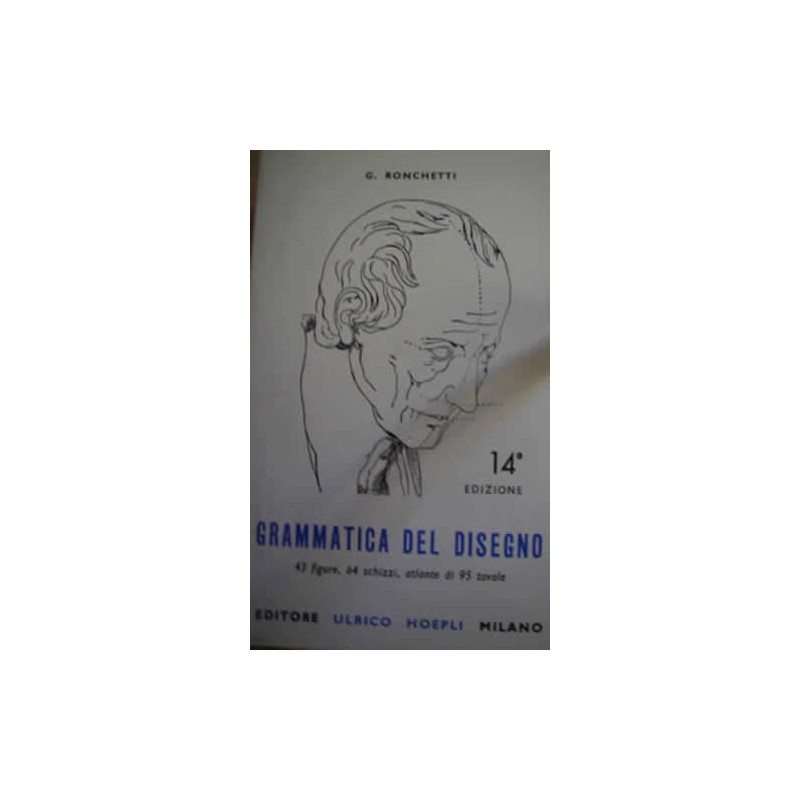 G. RONCHETTI
14ª
EDIZIONE
GRAMMATICA DEL DISEGNO
43 figure, 64 schizzi, atlante di 95 tavole
EDITORE ULRICO HOEPLI MILANO